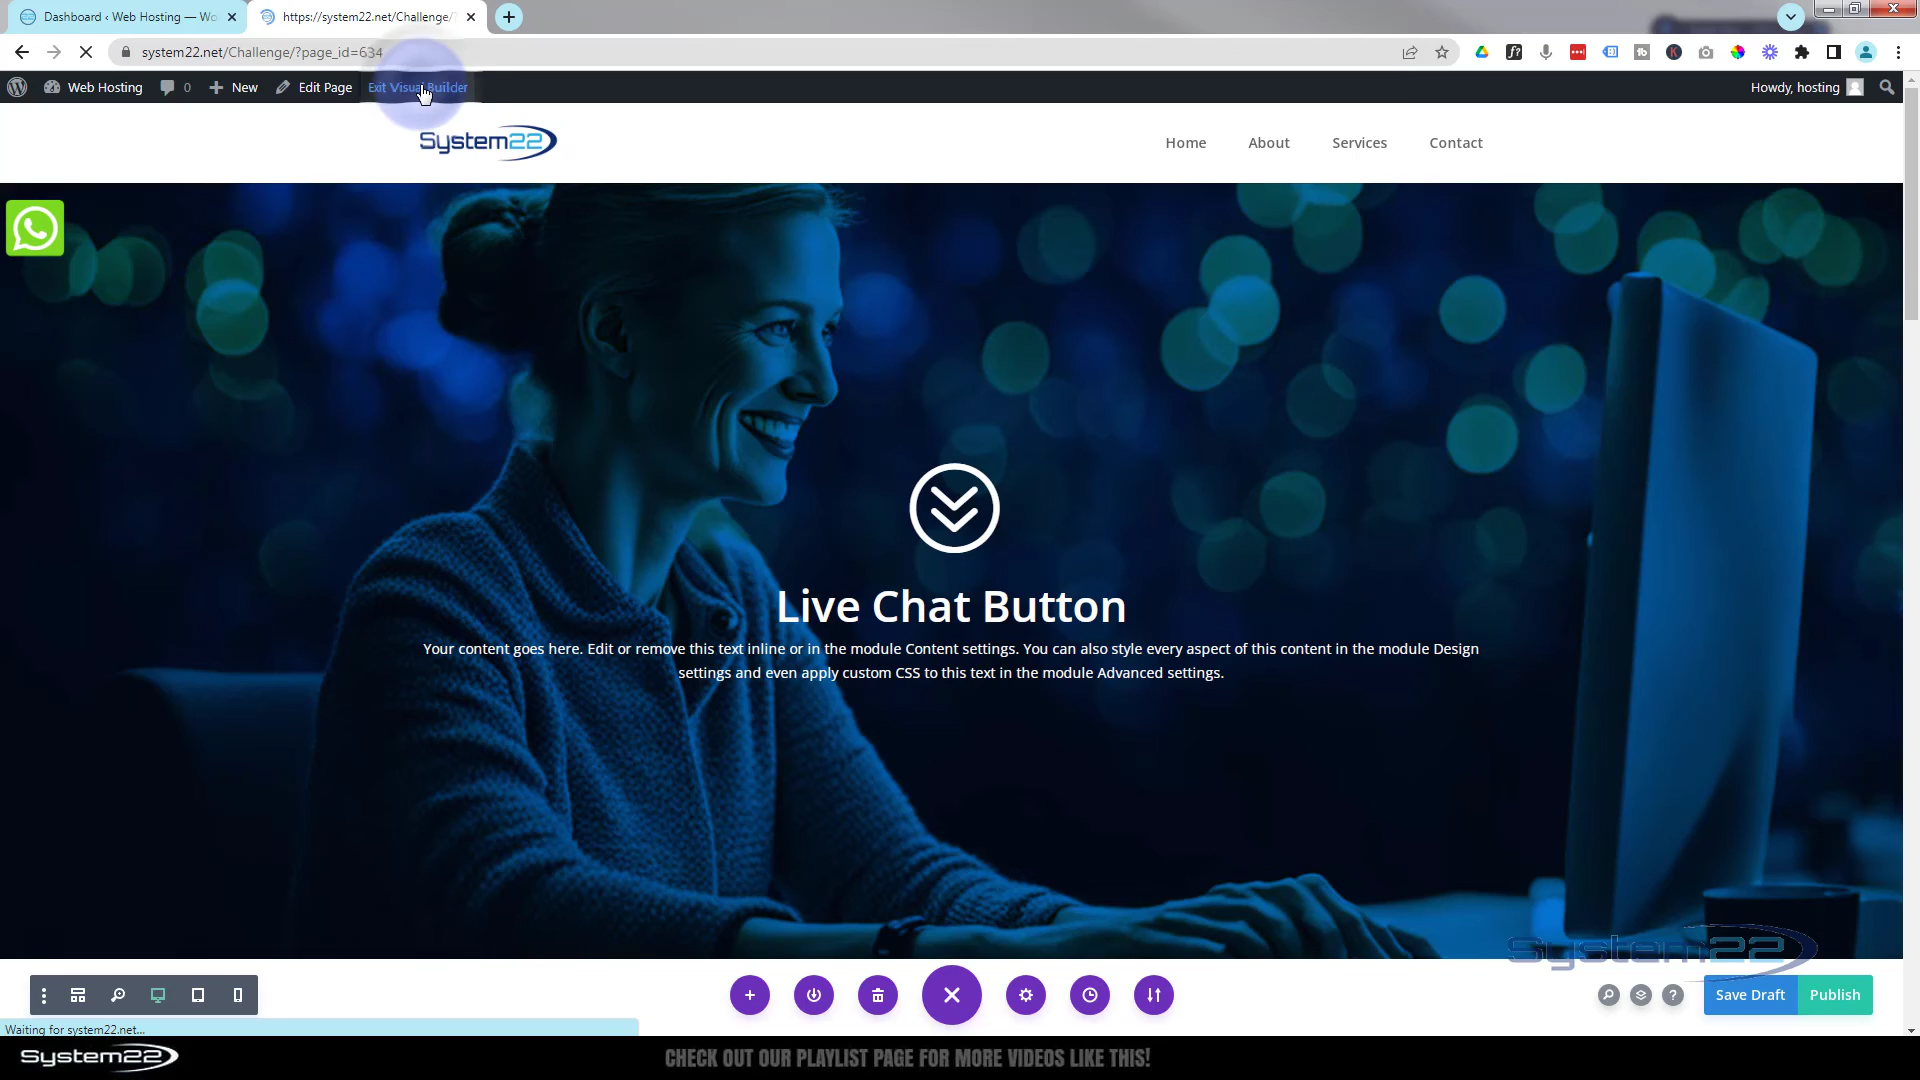 Dashboard ‹ Web Hosting — Wo
https://system22.net/Challenge/?
system22.net/Challenge/?page_id=634
Web Hosting
0
New
Edit Page
Exit Visual Builder
Howdy, hosting
System22
Home
About
Services
Contact
Live Chat Button
Your content goes here. Edit or remove this text inline or in the module Content settings. You can also style every aspect of this content in the module Design
settings and even apply custom CSS to this text in the module Advanced settings.
System22
Save Draft
Publish
Waiting for system22.net...
System22
CHECK OUT OUR PLAYLIST PAGE FOR MORE VIDEOS LIKE THIS!